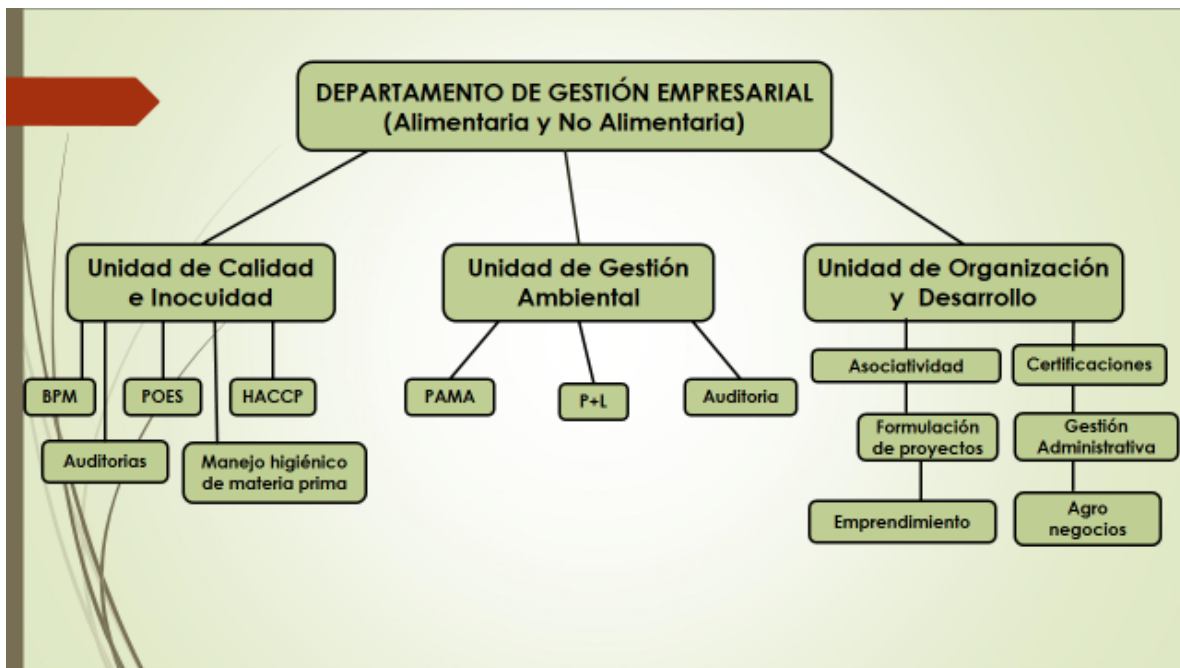 DEPARTAMENTO DE GESTIÓN EMPRESARIAL
(Alimentaria y No Alimentaria)
Unidad de Calidad
e Inocuidad
BPM
POES
HACCP
Auditorias
Manejo higiénico
de materia prima
Unidad de Gestión
Ambiental
PAMA
P+L
Auditoria
Unidad de Organización
y Desarrollo
Asociatividad
Formulación
de proyectos
Emprendimiento
Certificaciones
Gestión
Administrativa
Agro
negocios